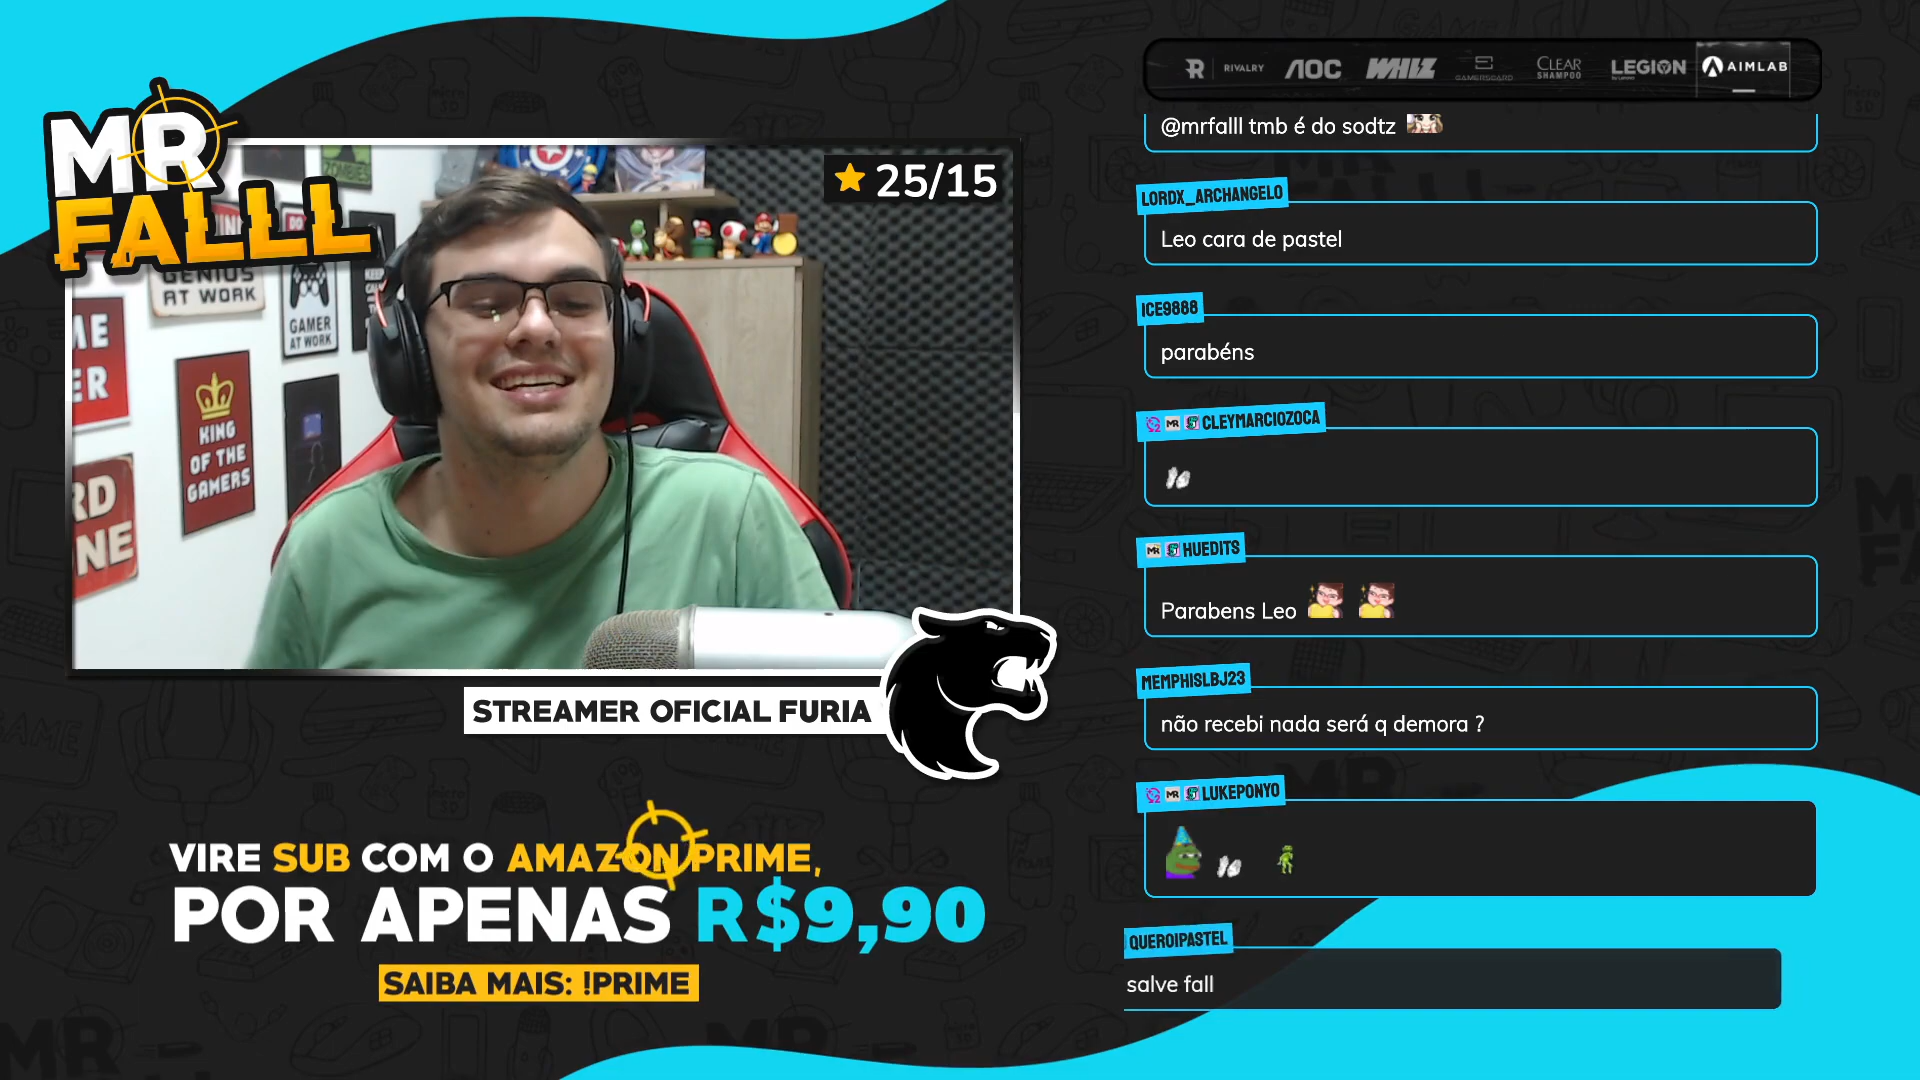 MR
FALLL
GENIUS
AT WORK
GAMER
AT WORK
KING
OF THE
GAMERS
25/15
STREAMER OFICIAL FURIA
VIRE SUB COM O AMAZON PRIME,
POR APENAS R$9,90
SAIBA MAIS: !PRIME
RIVALRY
AOC
WHIZ
GAMERSCARD
CLEAR
SHAMPOO
LEGION
AIMLAB
@mrfalll tmb é do sodtz
LORDX_ARCHANGELO
Leo cara de pastel
ICE9888
parabéns
CLEYMARCIOZOCA
HUEDITS
Parabens Leo
MEMPHISLBJ23
não recebi nada será q demora ?
LUKEPONYO
QUEROIPASTEL
salve fall